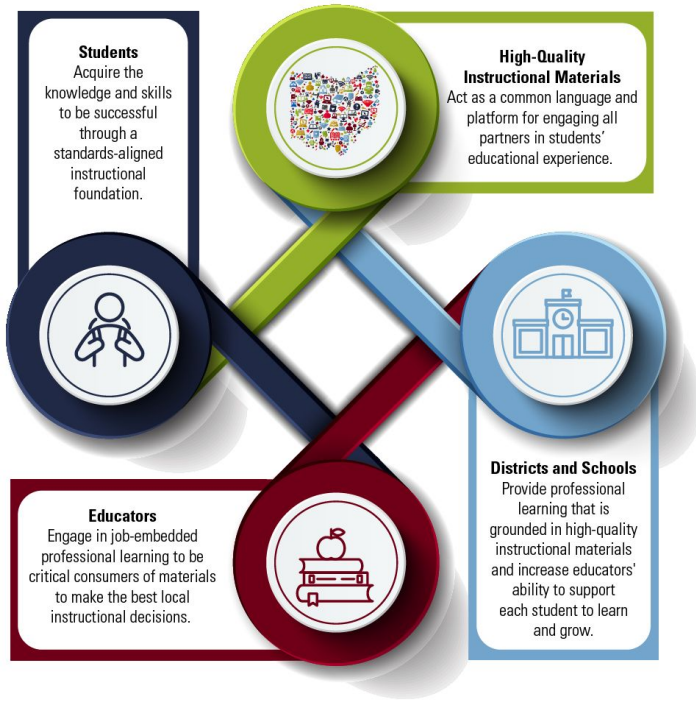 Students
Acquire the
knowledge and skills
to be successful
through a
standards-aligned
instructional
foundation.
High-Quality
Instructional Materials
Act as a common language and
platform for engaging all
partners in students’
educational experience.
Educators
Engage in job-embedded
professional learning to be
critical consumers of materials
to make the best local
instructional decisions.
Districts and Schools
Provide professional
learning that is
grounded in high-quality
instructional materials
and increase educators'
ability to support
each student to learn
and grow.